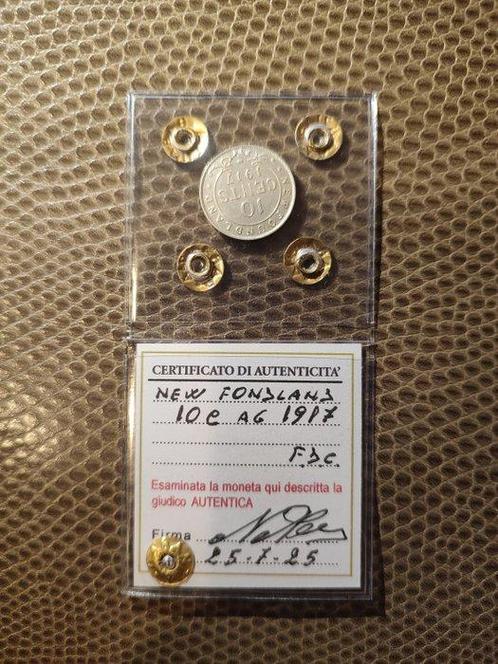 10
CENTS
1917
NEWFOUNDLAND
CERTIFICATO DI AUTENTICITA'
NEW FONDLAND
10 C AG 1917
FDC
Esaminata la moneta qui descritta la
giudico AUTENTICA
Firma
25-7-25